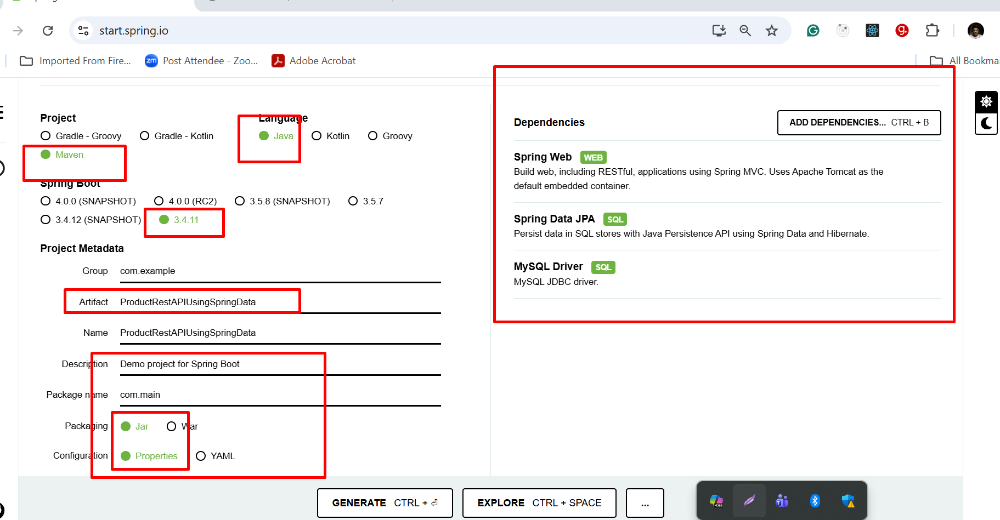 start.spring.io
Imported From Fire...
Post Attendee - Zoo...
Adobe Acrobat
All Bookma
Project
Language
Gradle - Groovy
Gradle - Kotlin
Java
Kotlin
Groovy
Maven
Spring Boot
4.0.0 (SNAPSHOT)
4.0.0 (RC2)
3.5.8 (SNAPSHOT)
3.5.7
3.4.12 (SNAPSHOT)
3.4.11
Project Metadata
Group com.example
Artifact ProductRestAPIUsingSpringData
Name ProductRestAPIUsingSpringData
Description Demo project for Spring Boot
Package name com.main
Packaging Jar War
Configuration Properties YAML
Dependencies
ADD DEPENDENCIES... CTRL + B
Spring Web WEB
Build web, including RESTful, applications using Spring MVC. Uses Apache Tomcat as the
default embedded container.
Spring Data JPA SQL
Persist data in SQL stores with Java Persistence API using Spring Data and Hibernate.
MySQL Driver SQL
MySQL JDBC driver.
GENERATE CTRL + ⏎
EXPLORE CTRL + SPACE
...